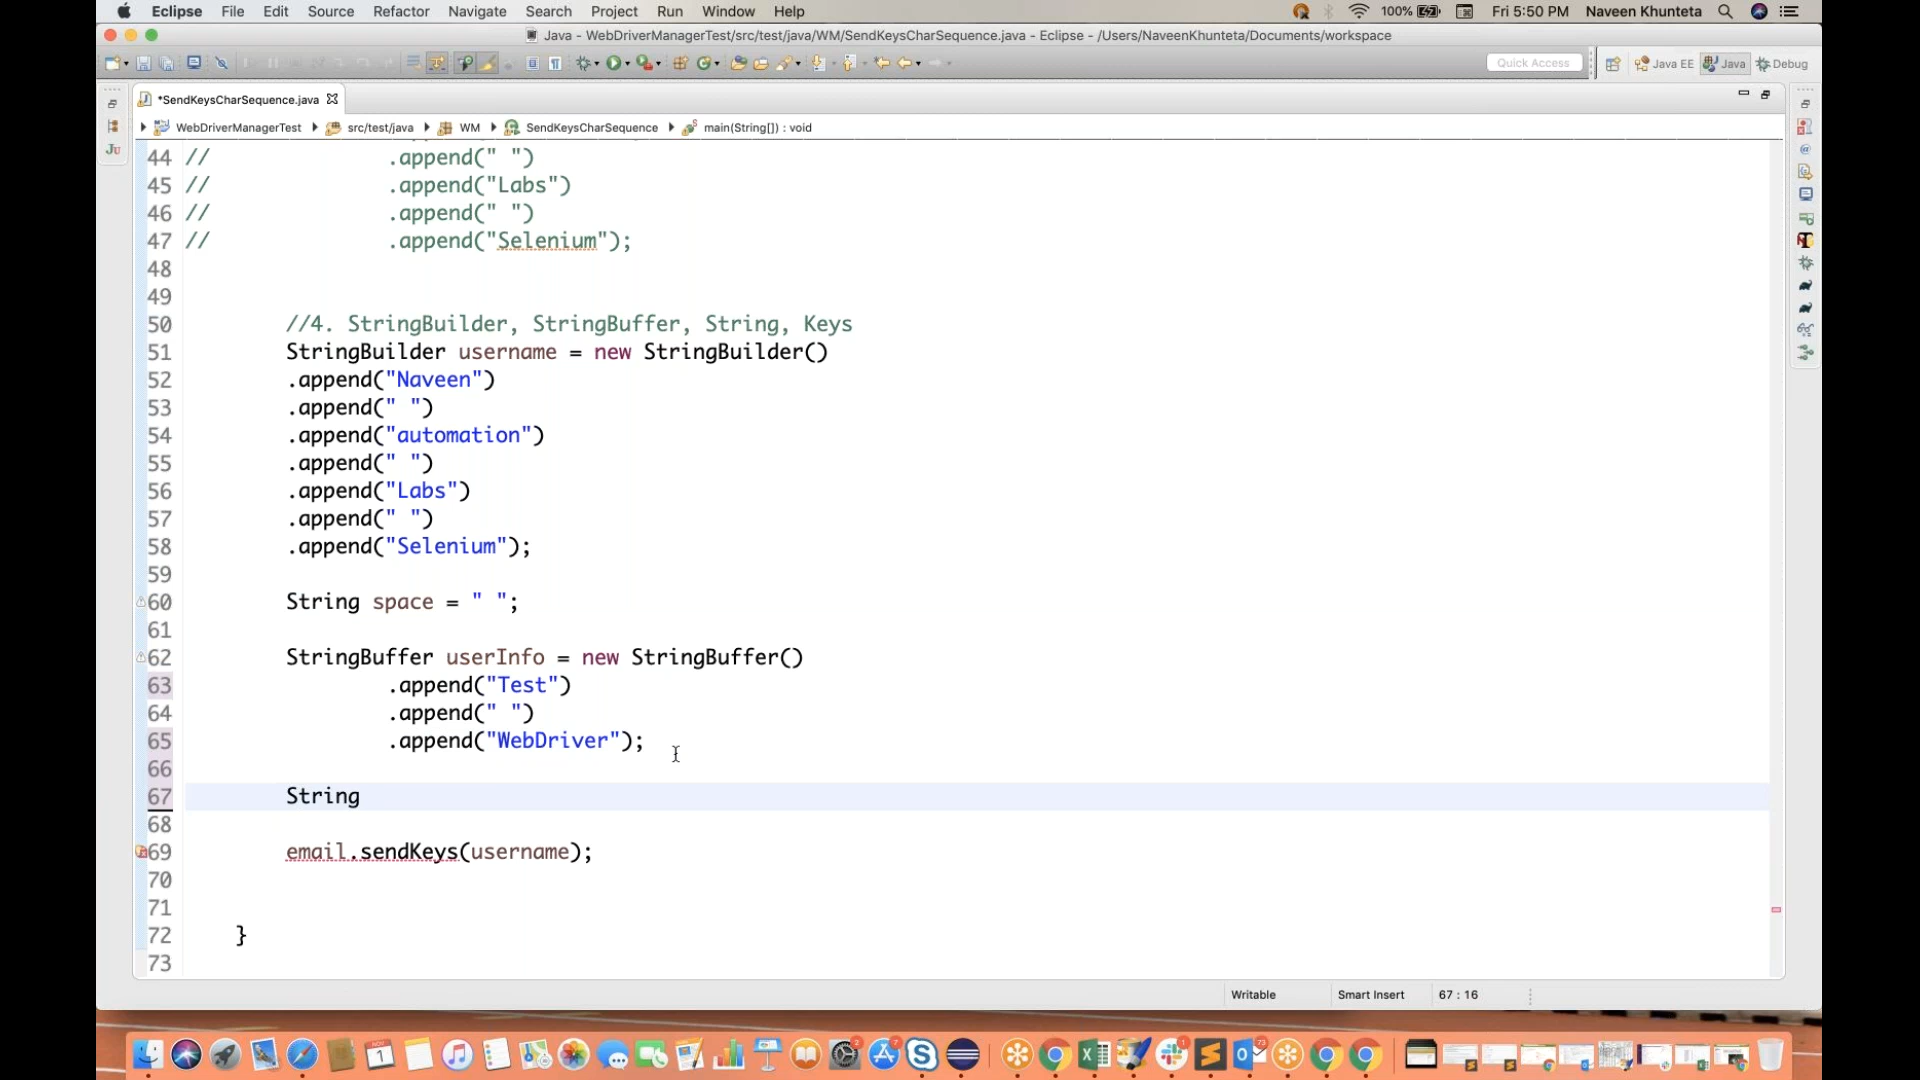 Eclipse File Edit Source Refactor Navigate Search Project Run Window Help 100% Fri 5:50 PM Naveen Khunteta
Java - WebDriverManagerTest/src/test/java/WM/SendKeysCharSequence.java - Eclipse - /Users/NaveenKhunteta/Documents/workspace
Quick Access Java EE Java Debug
*SendKeysCharSequence.java
WebDriverManagerTest src/test/java WM SendKeysCharSequence main(String[]) : void
44 // .append(" ")
45 // .append("Labs")
46 // .append(" ")
47 // .append("Selenium");
48
49
50 //4. StringBuilder, StringBuffer, String, Keys
51 StringBuilder username = new StringBuilder()
52 .append("Naveen")
53 .append(" ")
54 .append("automation")
55 .append(" ")
56 .append("Labs")
57 .append(" ")
58 .append("Selenium");
59
60 String space = " ";
61
62 StringBuffer userInfo = new StringBuffer()
63 .append("Test")
64 .append(" ")
65 .append("WebDriver");
66
67 String
68
69 email.sendKeys(username);
70
71
72 }
73
Writable Smart Insert 67 : 16